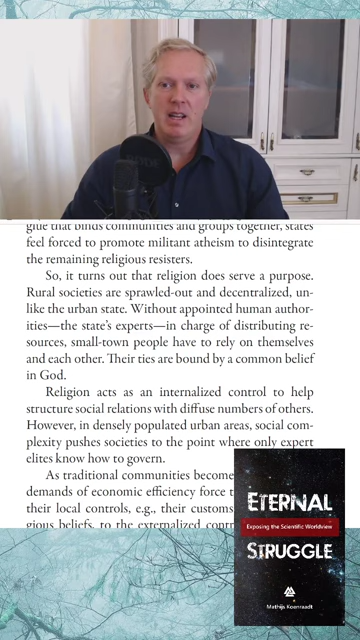 glue that binds communities and groups together, states
feel forced to promote militant atheism to disintegrate
the remaining religious resisters.
So, it turns out that religion does serve a purpose.
Rural societies are sprawled-out and decentralized, un-
like the urban state. Without appointed human author-
ities—the state's experts—in charge of distributing re-
sources, small-town people have to rely on themselves
and each other. Their ties are bound by a common belief
in God.
Religion acts as an internalized control to help
structure social relations with diffuse numbers of others.
However, in densely populated urban areas, social com-
plexity pushes societies to the point where only expert
elites know how to govern.
As traditional communities become
demands of economic efficiency force
their local controls, e.g., their customs
gious beliefs, to the externalized
ETERNAL
Exposing the Scientific Worldview
STRUGGLE
Mathijs Koenraadt